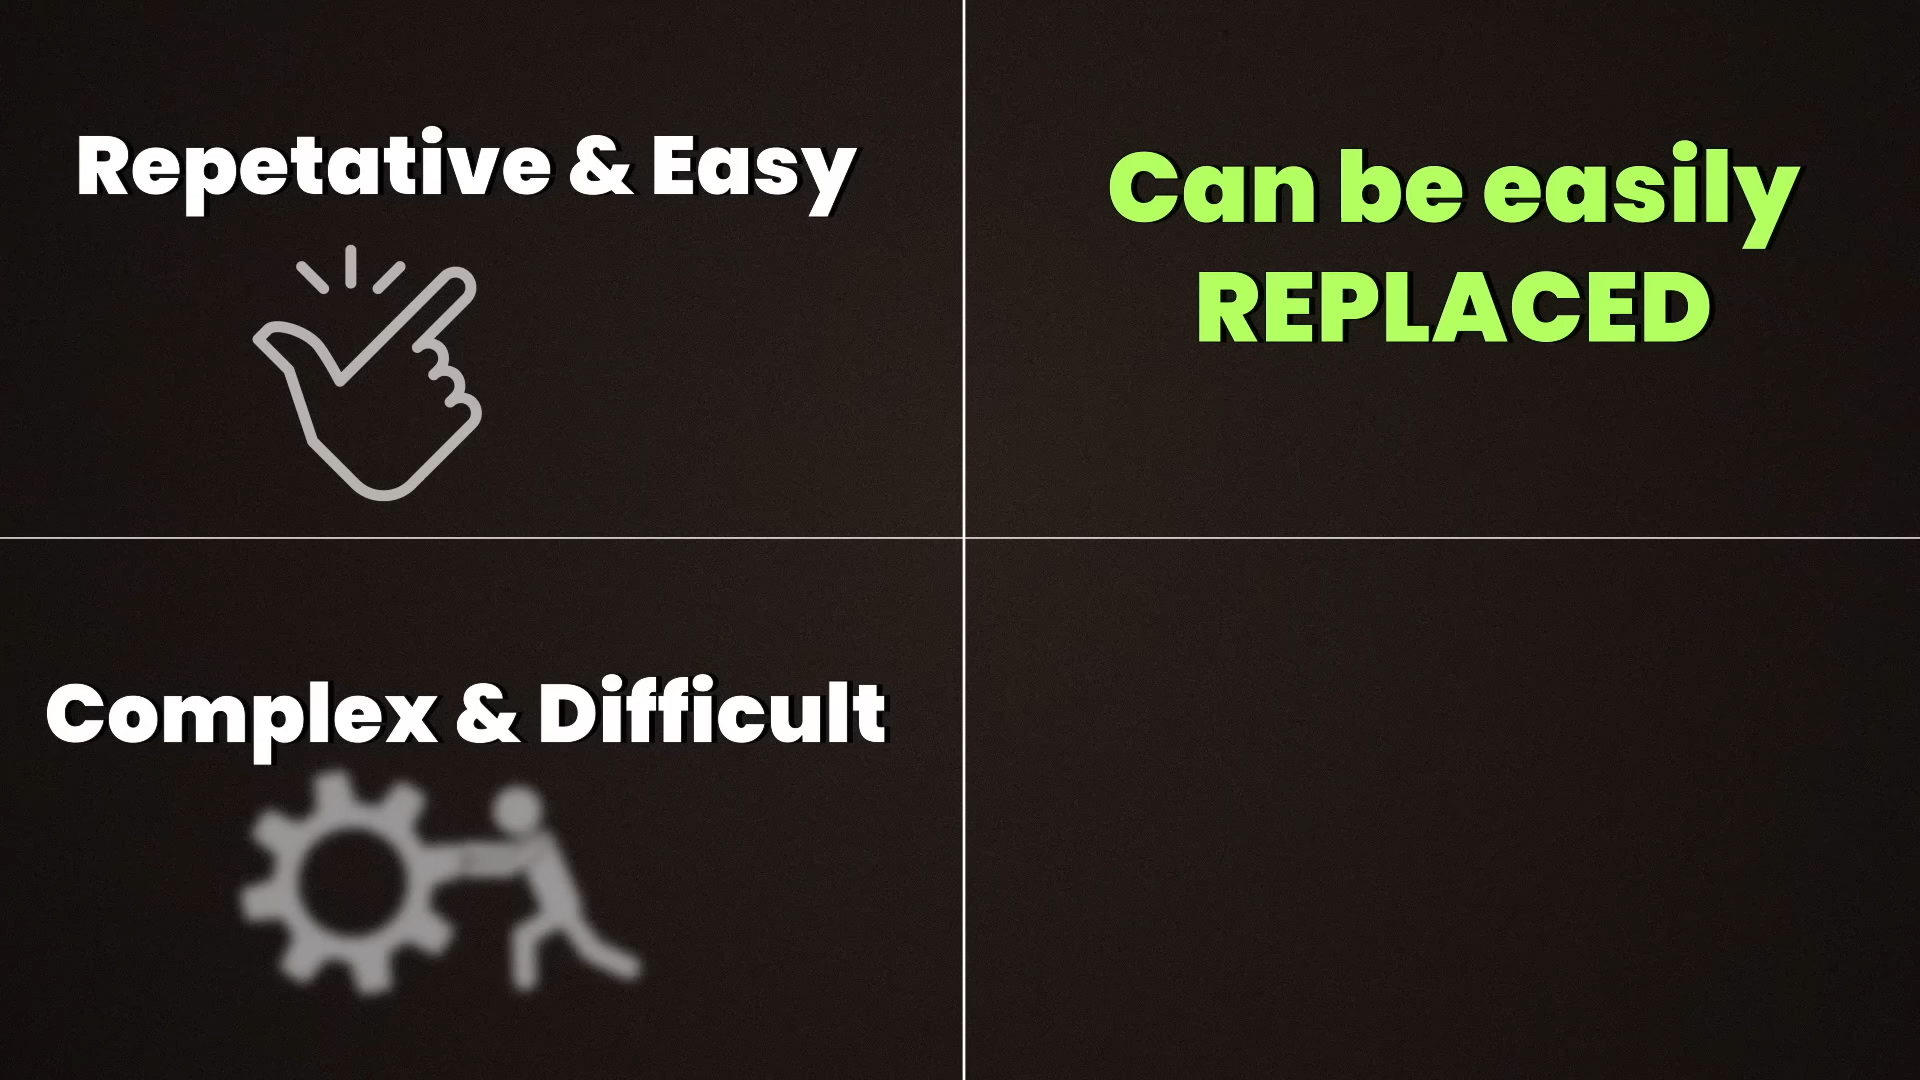 Repetative & Easy
Can be easily
REPLACED
Complex & Difficult